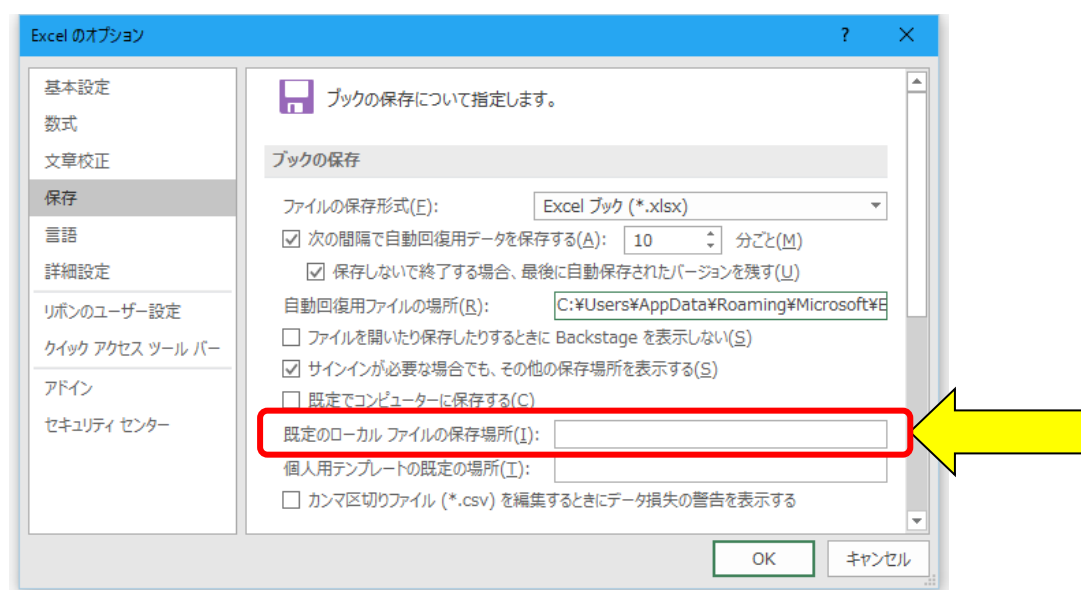 Excel のオプション ? ×
基本設定
数式
文章校正
保存
言語
詳細設定
リボンのユーザー設定
クイック アクセス ツール バー
アドイン
セキュリティ センター
ブックの保存について指定します。
ブックの保存
ファイルの保存形式(F): Excel ブック (*.xlsx)
次の間隔で自動回復用データを保存する(A): 10 分ごと(M)
保存しないで終了する場合、最後に自動保存されたバージョンを残す(U)
自動回復用ファイルの場所(R): C:¥Users¥AppData¥Roaming¥Microsoft¥E
ファイルを開いたり保存したりするときに Backstage を表示しない(S)
サインインが必要な場合でも、その他の保存場所を表示する(S)
既定でコンピューターに保存する(C)
既定のローカル ファイルの保存場所(I):
個人用テンプレートの既定の場所(T):
カンマ区切りファイル (*.csv) を編集するときにデータ損失の警告を表示する
OK キャンセル